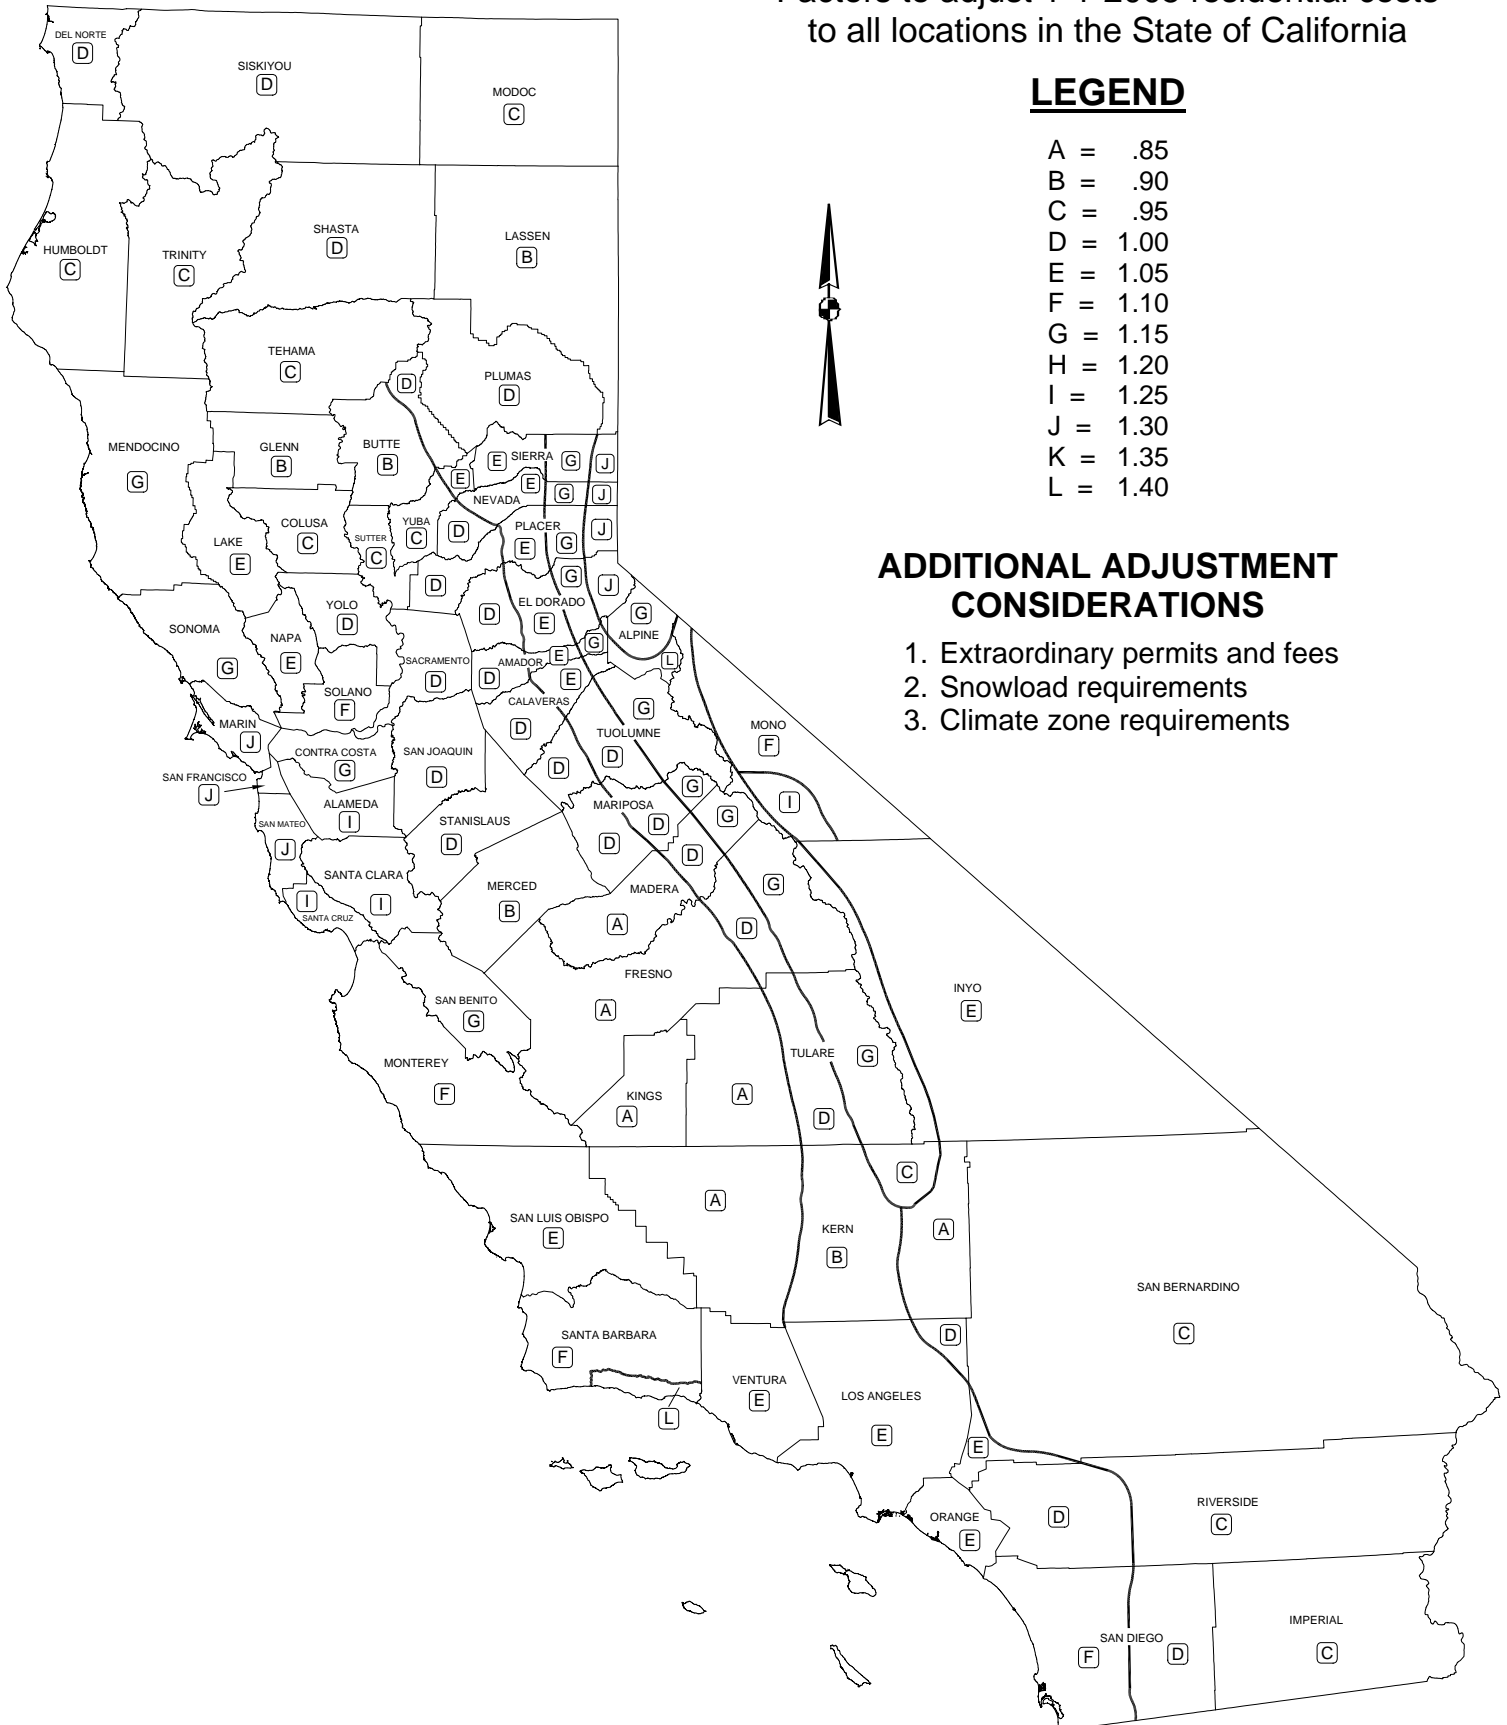 to all locations in the State of California
LEGEND
A = .85
B = .90
C = .95
D = 1.00
E = 1.05
F = 1.10
G = 1.15
H = 1.20
I = 1.25
J = 1.30
K = 1.35
L = 1.40
ADDITIONAL ADJUSTMENT
CONSIDERATIONS
1. Extraordinary permits and fees
2. Snowload requirements
3. Climate zone requirements
DEL NORTE
D
SISKIYOU
D
MODOC
C
HUMBOLDT
C
TRINITY
C
SHASTA
D
LASSEN
B
TEHAMA
C
D
PLUMAS
D
MENDOCINO
G
GLENN
B
BUTTE
B
E
SIERRA
G
J
E
E
NEVADA
G
J
LAKE
E
COLUSA
C
SUTTER
C
YUBA
C
D
PLACER
E
G
J
D
G
J
SONOMA
G
NAPA
E
YOLO
D
D
EL DORADO
E
G
ALPINE
G
L
SOLANO
F
SACRAMENTO
D
D
AMADOR
E
E
CALAVERAS
D
MARIN
J
CONTRA COSTA
G
SAN JOAQUIN
D
G
TUOLUMNE
D
D
MONO
F
I
SAN FRANCISCO
J
ALAMEDA
I
SAN MATEO
J
STANISLAUS
D
MARIPOSA
D
D
G
G
D
SANTA CLARA
I
I
SANTA CRUZ
MERCED
B
MADERA
A
G
D
FRESNO
A
SAN BENITO
G
INYO
E
MONTEREY
F
KINGS
A
A
TULARE
D
G
SAN LUIS OBISPO
E
A
KERN
B
C
A
SANTA BARBARA
F
L
VENTURA
E
LOS ANGELES
E
D
SAN BERNARDINO
C
E
ORANGE
E
D
RIVERSIDE
C
SAN DIEGO
F
D
IMPERIAL
C